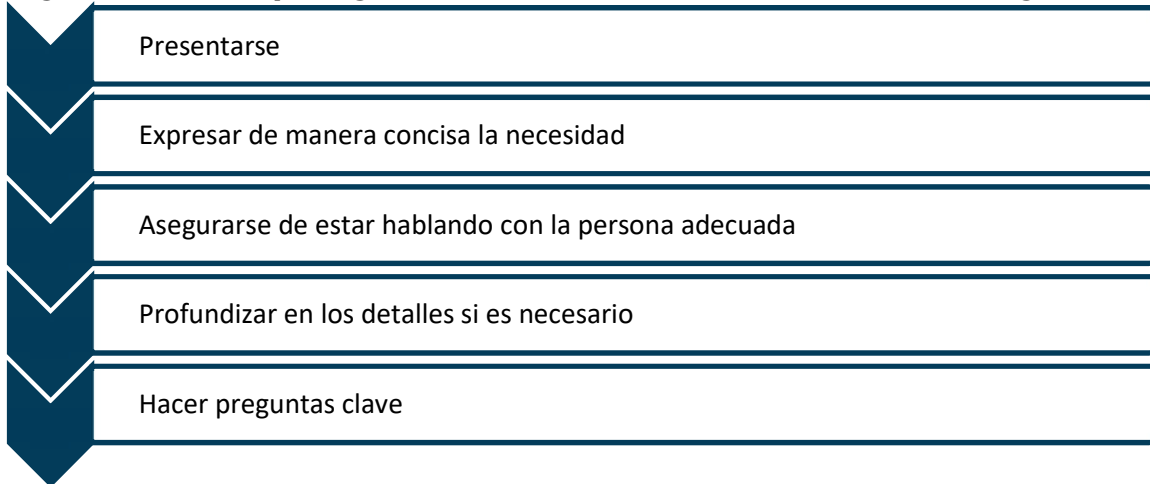 Presentarse
Expresar de manera concisa la necesidad
Asegurarse de estar hablando con la persona adecuada
Profundizar en los detalles si es necesario
Hacer preguntas clave